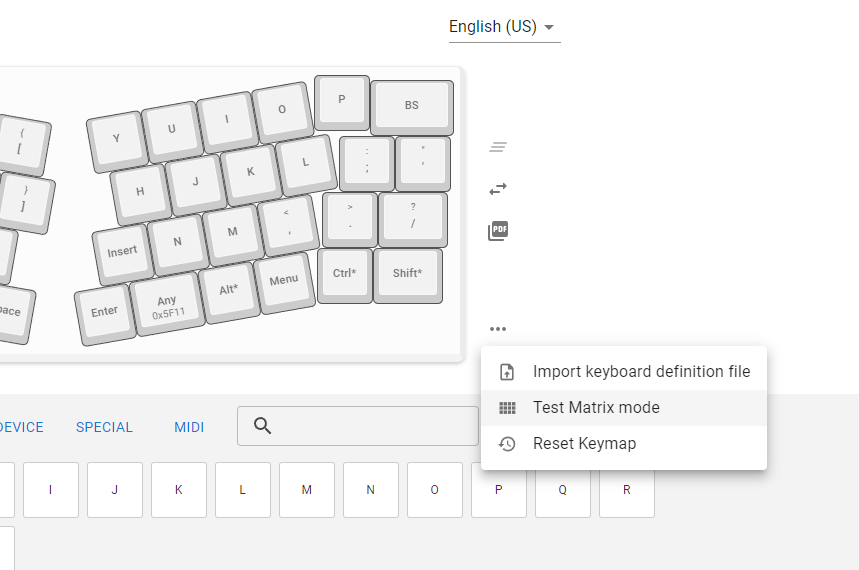 English (US)
P
BS
O
I
U
Y
{
[
:
;
"
'
L
K
J
H
}
]
>
.
?
/
<
,
M
N
Insert
Ctrl*
Shift*
Menu
Alt*
Any
0x5F11
Enter
pace
PDF
Import keyboard definition file
Test Matrix mode
Reset Keymap
DEVICE SPECIAL MIDI
I J K L M N O P Q R